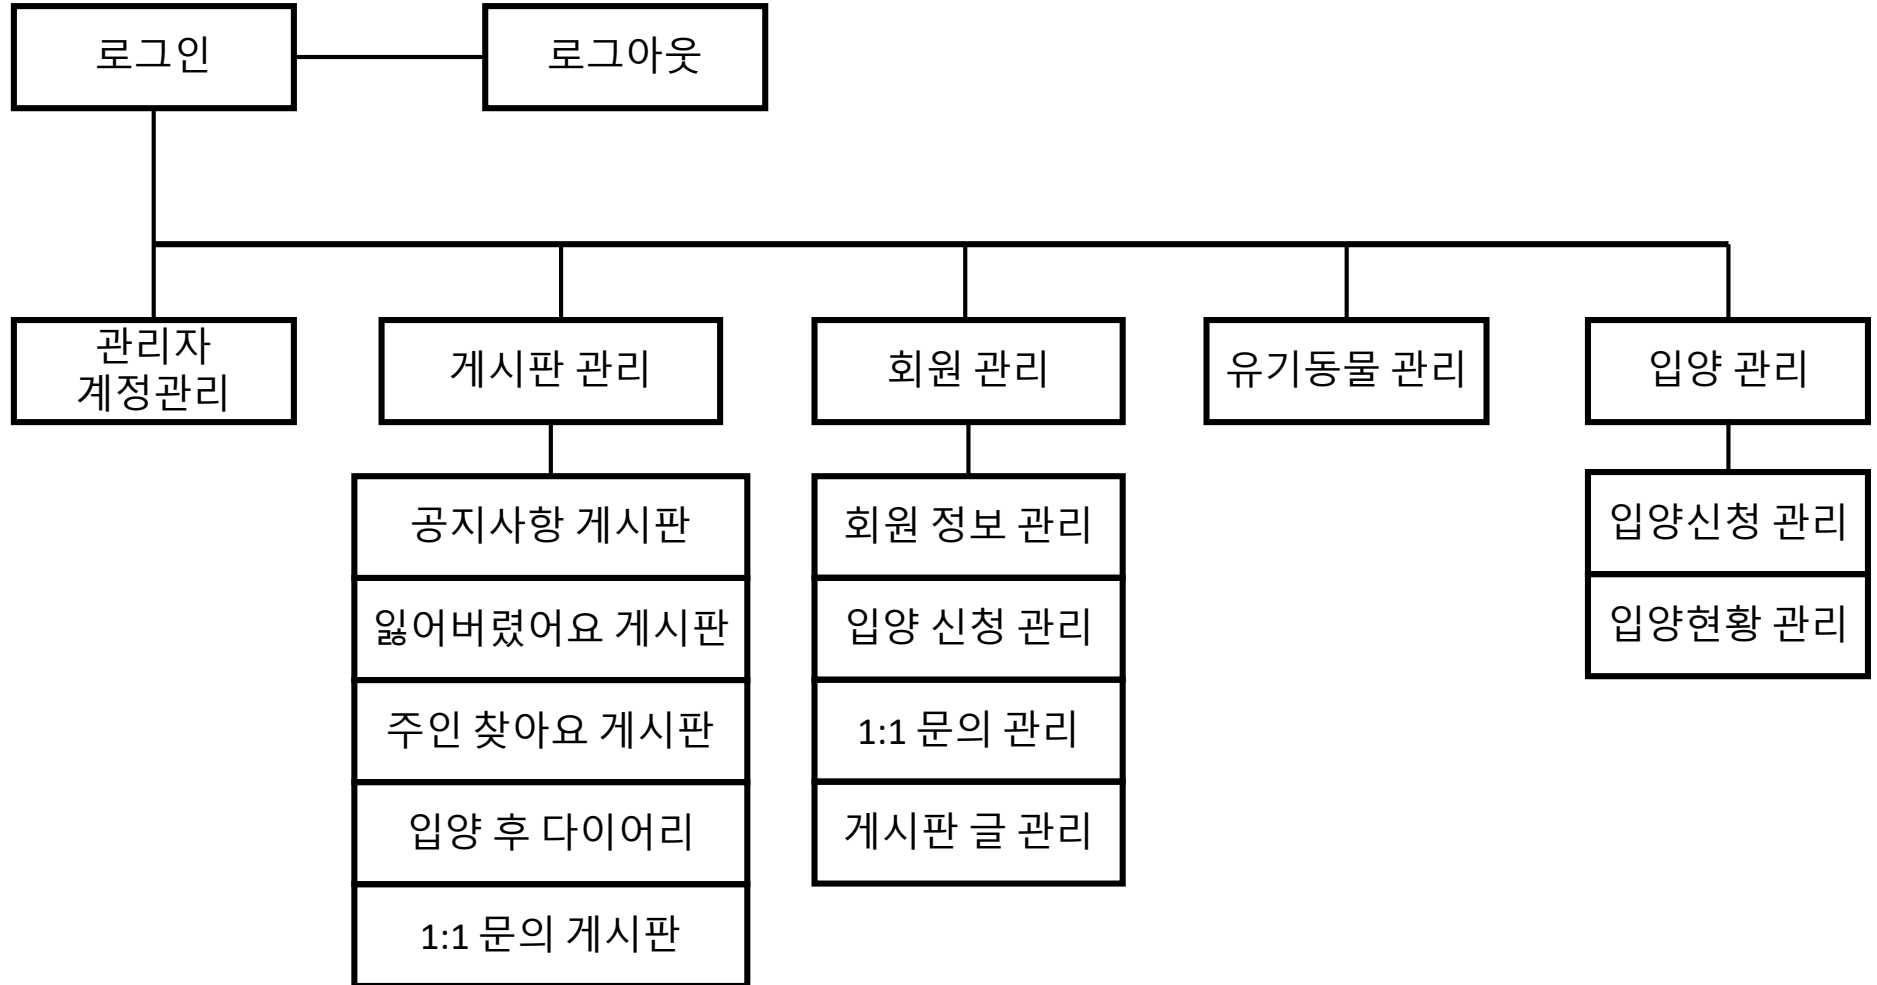 로그인
로그아웃
관리자
계정관리
게시판 관리
회원 관리
유기동물 관리
입양 관리
공지사항 게시판
잃어버렸어요 게시판
주인 찾아요 게시판
입양 후 다이어리
1:1 문의 게시판
회원 정보 관리
입양 신청 관리
1:1 문의 관리
게시판 글 관리
입양신청 관리
입양현황 관리